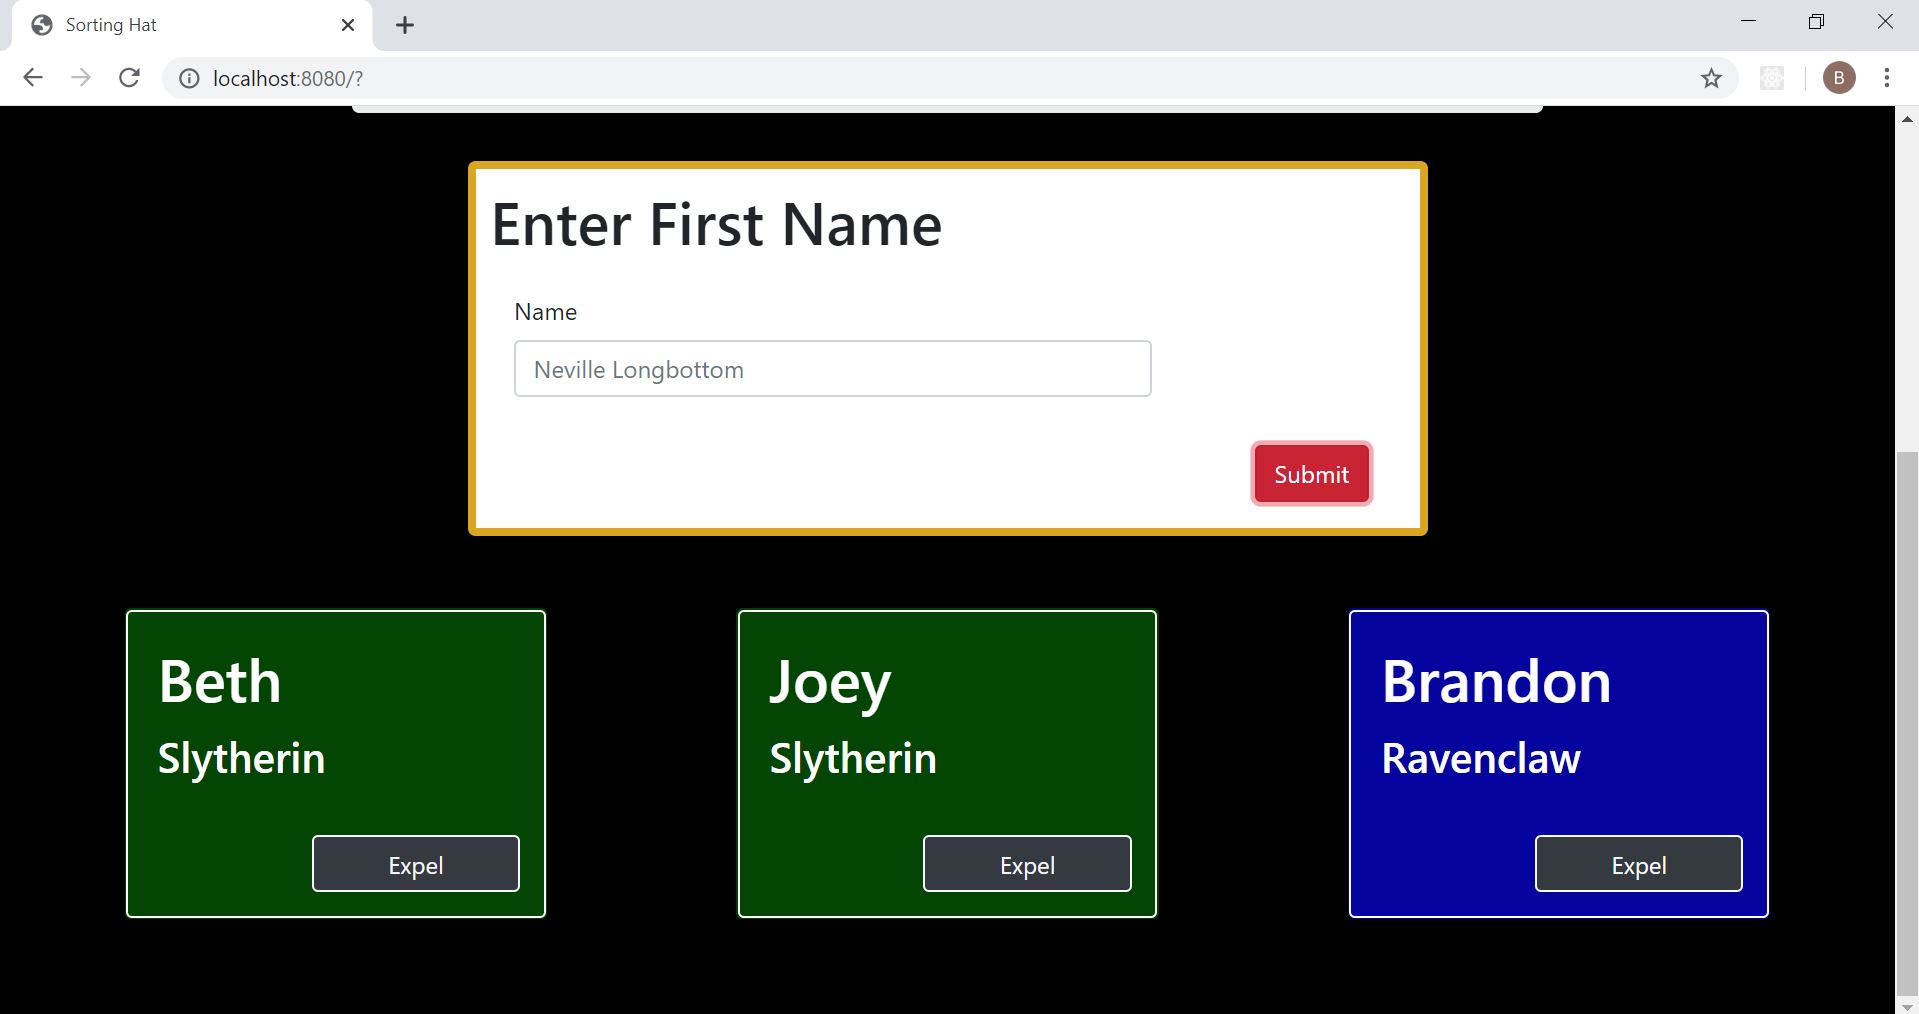 Sorting Hat
localhost:8080/?
B
Enter First Name
Name
Neville Longbottom
Submit
Beth
Slytherin
Expel
Joey
Slytherin
Expel
Brandon
Ravenclaw
Expel